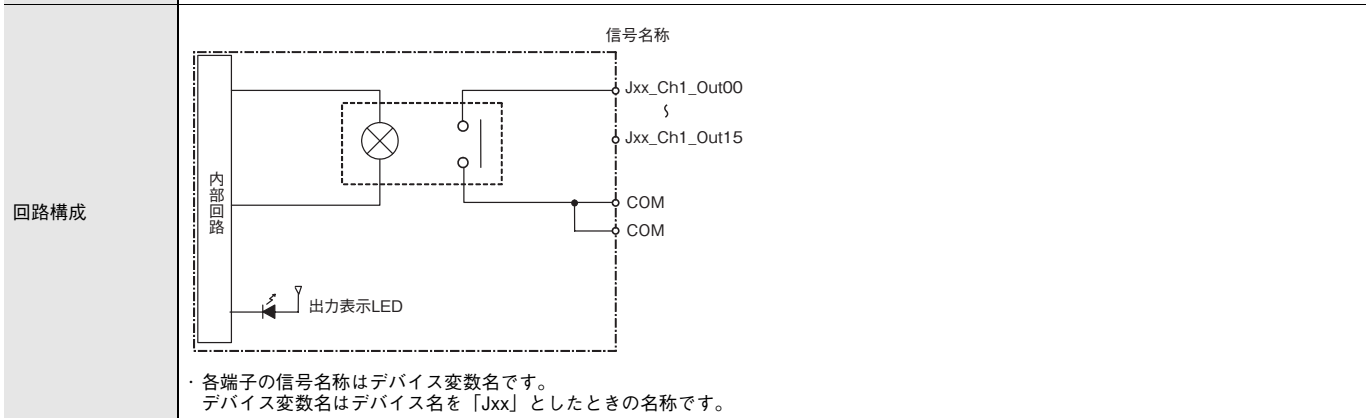 回路構成
信号名称
Jxx_Ch1_Out00
～
Jxx_Ch1_Out15
内部回路
COM
COM
出力表示LED
・各端子の信号名称はデバイス変数名です。
デバイス変数名はデバイス名を「Jxx」としたときの名称です。